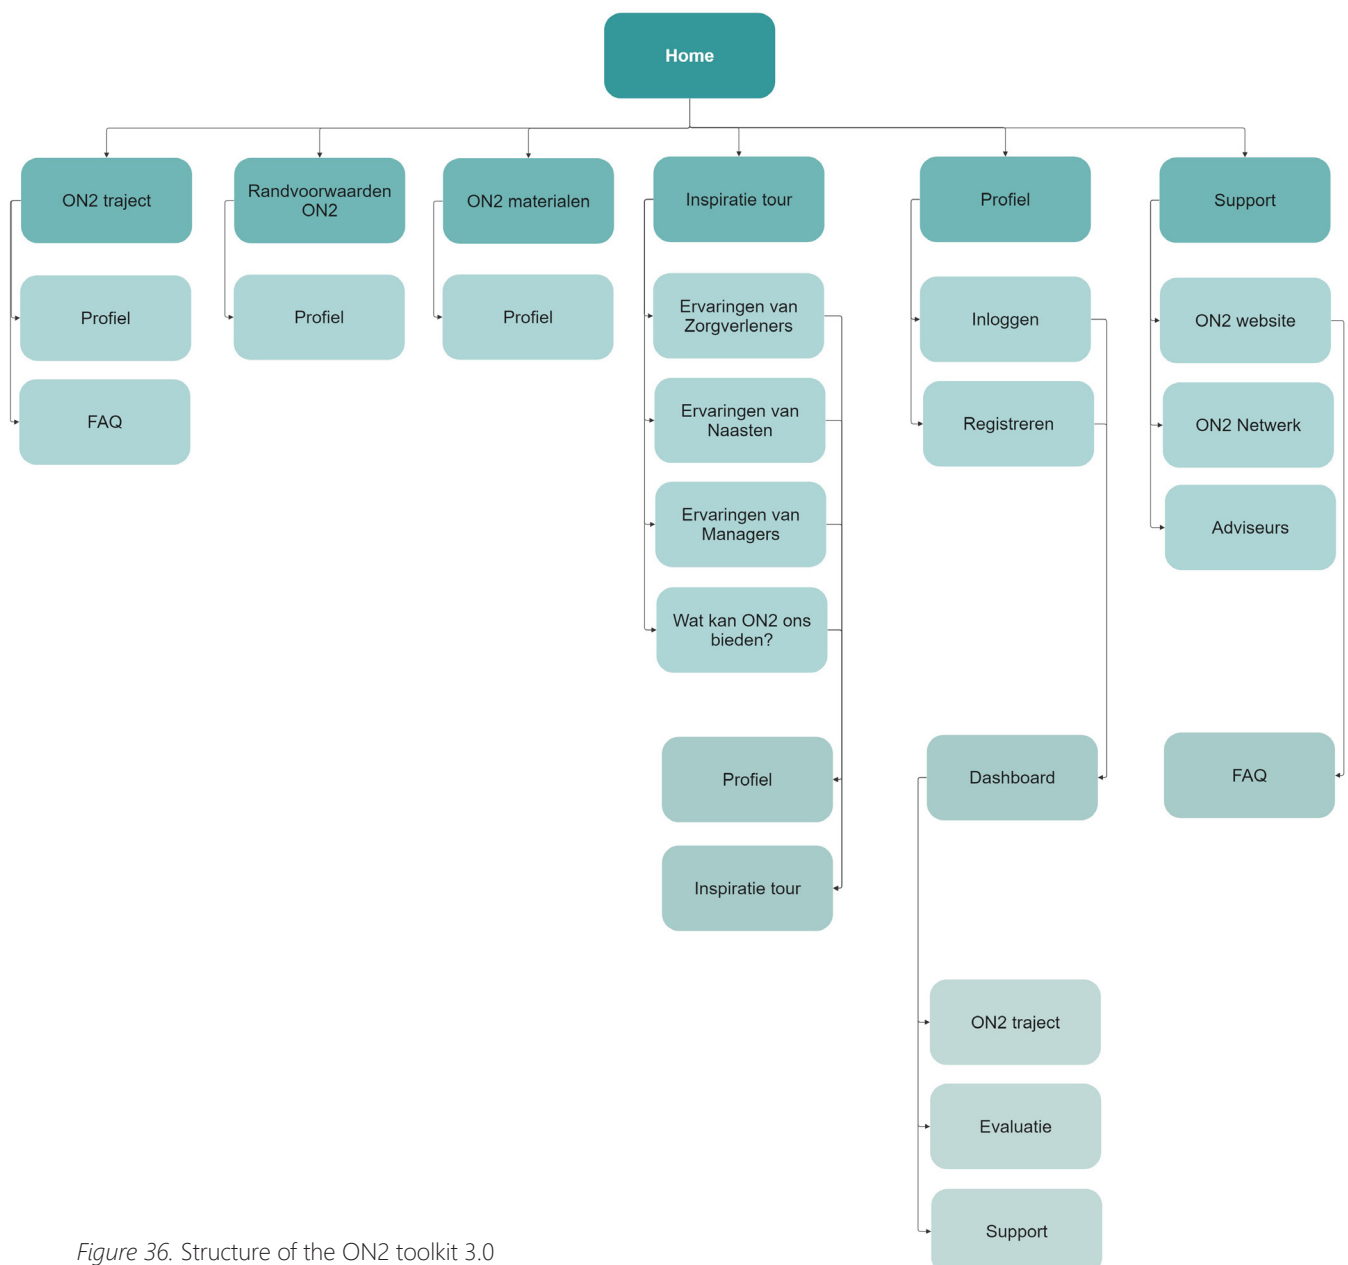 Home
ON2 traject
Randvoorwaarden
ON2
ON2 materialen
Inspiratie tour
Profiel
Support
Profiel
Profiel
Profiel
Ervaringen van
Zorgverleners
Inloggen
ON2 website
FAQ
Ervaringen van
Naasten
Registreren
ON2 Netwerk
Ervaringen van
Managers
Adviseurs
Wat kan ON2 ons
bieden?
Profiel
Dashboard
FAQ
Inspiratie tour
ON2 traject
Evaluatie
Support
Figure 36. Structure of the ON2 toolkit 3.0